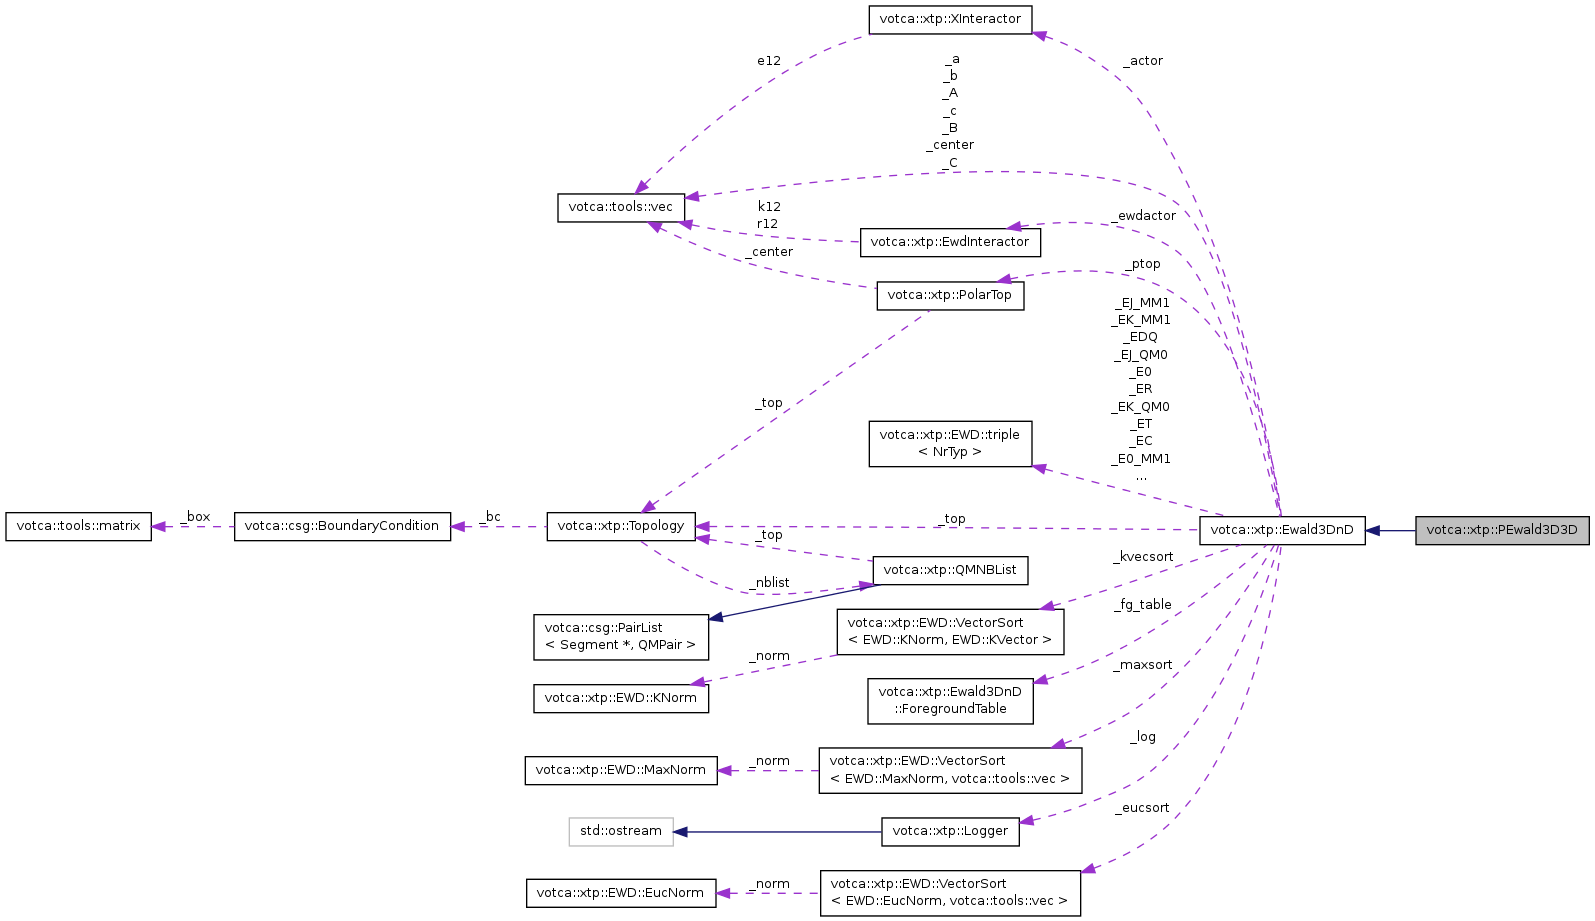 votca::xtp::XInteractor
e12
_a
_b
_A
_c
_B
_center
_C
_actor
votca::tools::vec
k12
r12
_ewdactor
votca::xtp::EwdInteractor
_center
_ptop
votca::xtp::PolarTop
_EJ_MM1
_EK_MM1
_EDQ
_EJ_QM0
_E0
_ER
_EK_QM0
_ET
_EC
_E0_MM1
...
_top
votca::xtp::EWD::triple
< NrTyp >
votca::tools::matrix
_box
votca::csg::BoundaryCondition
_bc
votca::xtp::Topology
_top
votca::xtp::Ewald3DnD
votca::xtp::PEwald3D3D
_top
votca::xtp::QMNBList
_nblist
_kvecsort
votca::csg::PairList
< Segment *, QMPair >
votca::xtp::EWD::VectorSort
< EWD::KNorm, EWD::KVector >
_fg_table
_norm
votca::xtp::EWD::KNorm
votca::xtp::Ewald3DnD
::ForegroundTable
_maxsort
votca::xtp::EWD::MaxNorm
_norm
votca::xtp::EWD::VectorSort
< EWD::MaxNorm, votca::tools::vec >
_log
std::ostream
votca::xtp::Logger
_eucsort
votca::xtp::EWD::EucNorm
_norm
votca::xtp::EWD::VectorSort
< EWD::EucNorm, votca::tools::vec >